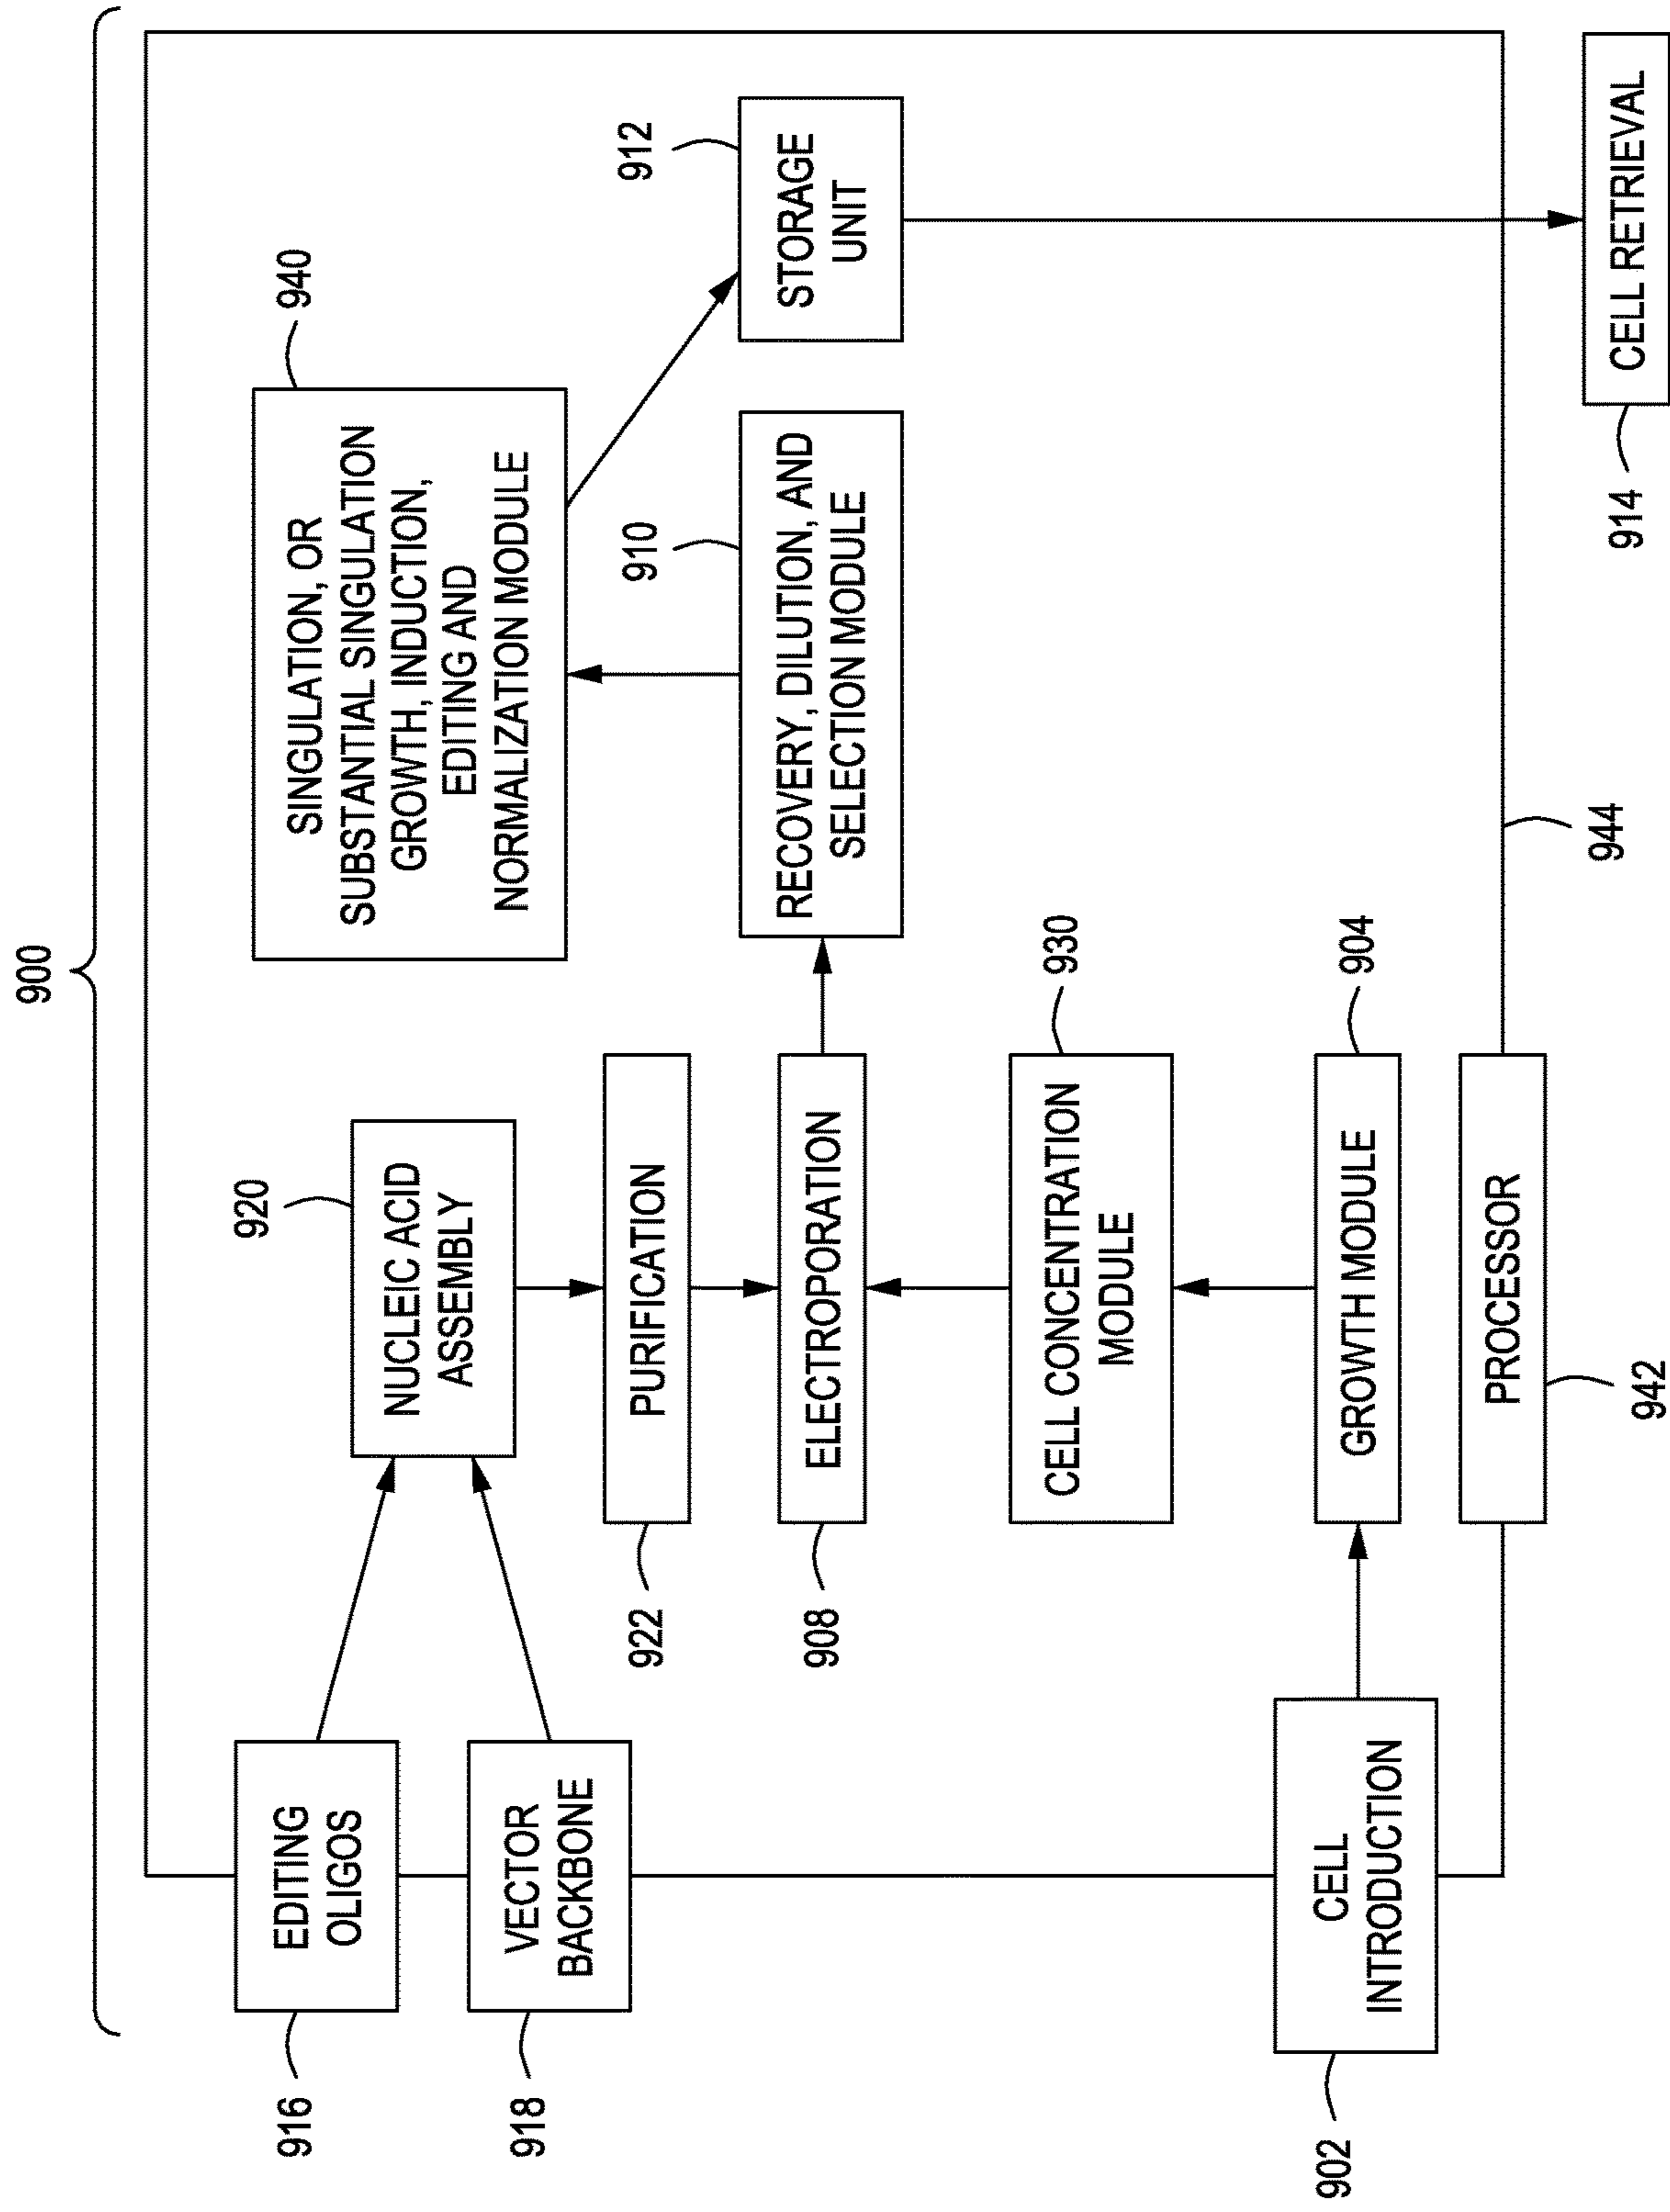 900
916
EDITING
OLIGOS
918
VECTOR
BACKBONE
902
CELL
INTRODUCTION
920
NUCLEIC ACID
ASSEMBLY
922
PURIFICATION
908
ELECTROPORATION
930
CELL CONCENTRATION
MODULE
904
GROWTH MODULE
942
PROCESSOR
944
940
SINGULATION, OR
SUBSTANTIAL SINGULATION
GROWTH, INDUCTION,
EDITING AND
NORMALIZATION MODULE
910
RECOVERY, DILUTION, AND
SELECTION MODULE
912
STORAGE
UNIT
914
CELL RETRIEVAL